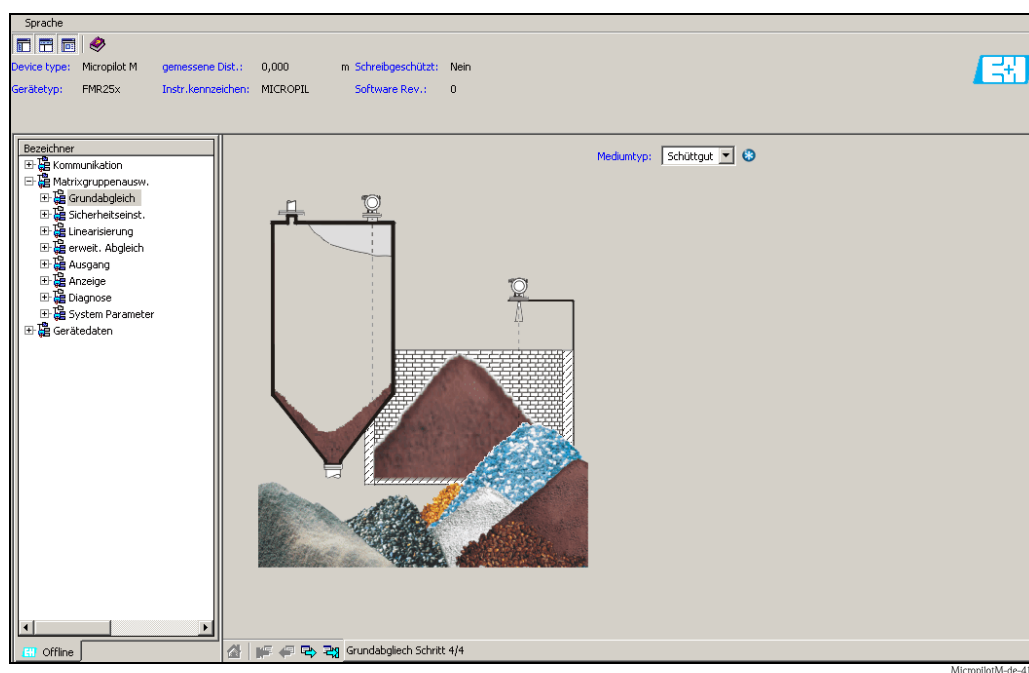 Sprache
Device type: Micropilot M gemessene Dist.: 0,000 m Schreibgeschützt: Nein
Gerätetyp: FMR25x Instr.kennzeichen: MICROPIL Software Rev.: 0
E+H
Bezeichner
Kommunikation
Matrixgruppenausw.
Grundabgleich
Sicherheitseinst.
Linearisierung
erweit. Abgleich
Ausgang
Anzeige
Diagnose
System Parameter
Gerätedaten
Mediumtyp: Schüttgut
Offline
Grundabgliech Schritt 4/4